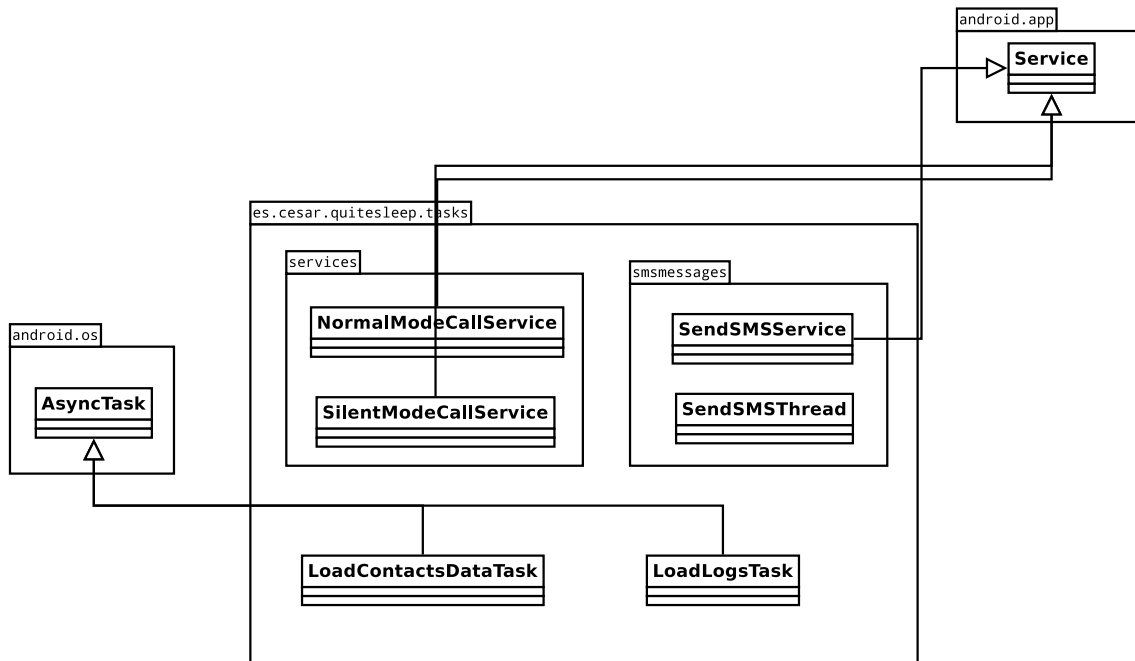 android.app
Service
es.cesar.quitesleep.tasks
services
smsmessages
NormalModeCallService
SendSMSService
android.os
AsyncTask
SilentModeCallService
SendSMSThread
LoadContactsDataTask
LoadLogsTask